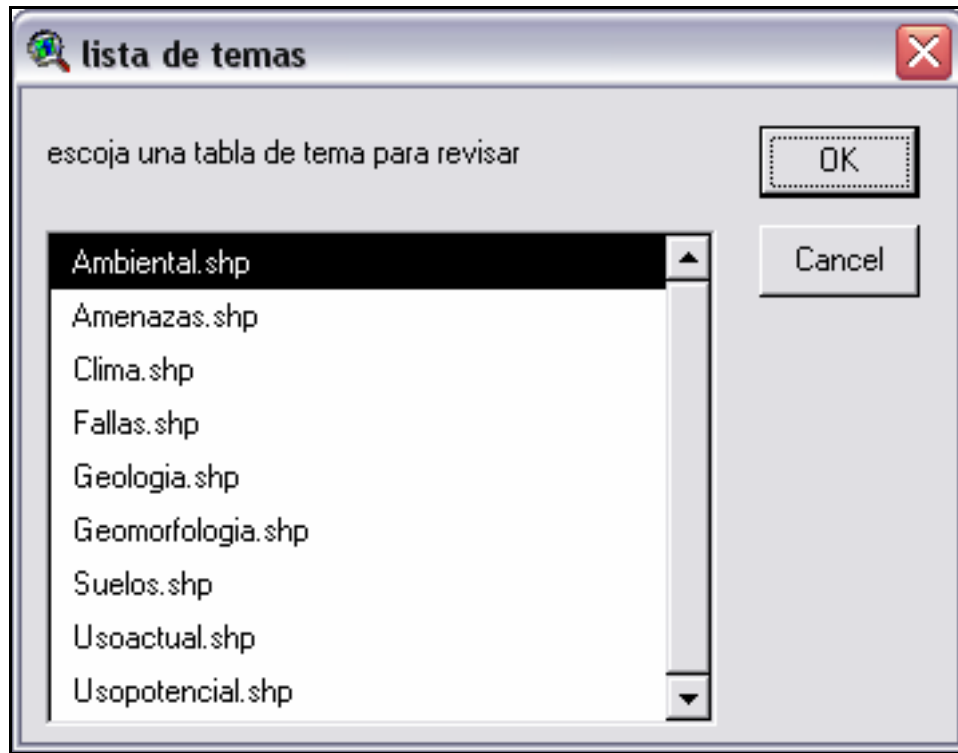 lista de temas
escoja una tabla de tema para revisar
OK
Cancel
Ambiental.shp
Amenazas.shp
Clima.shp
Fallas.shp
Geologia.shp
Geomorfologia.shp
Suelos.shp
Usoactual.shp
Usopotencial.shp